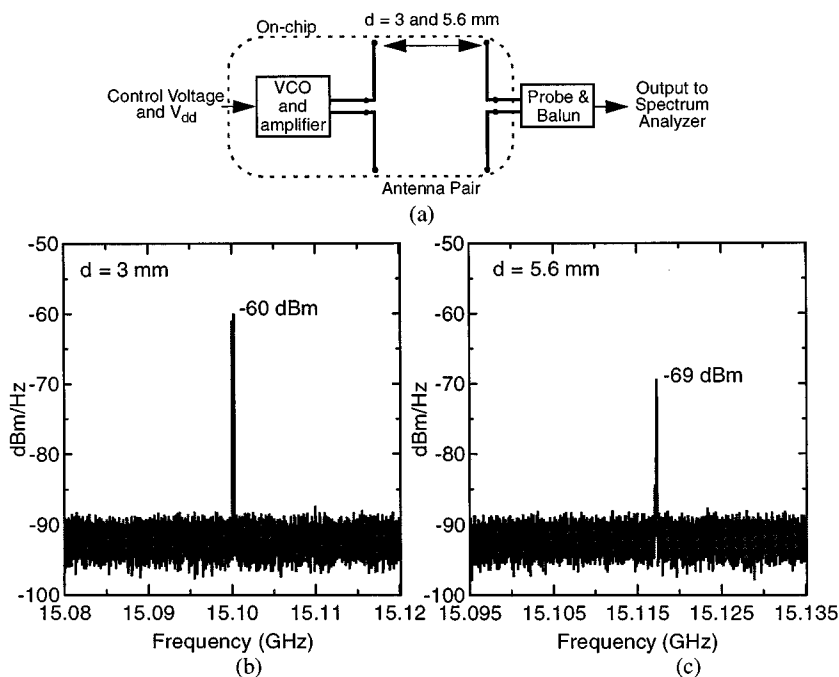 On-chip
d = 3 and 5.6 mm
Control Voltage
and Vdd
VCO
and
amplifier
Probe &
Balun
Output to
Spectrum
Analyzer
Antenna Pair
(a)
-50
-60
-70
-80
-90
-100
dBm/Hz
d = 3 mm
-60 dBm
15.08
15.09
15.10
15.11
15.12
Frequency (GHz)
(b)
-50
-60
-70
-80
-90
-100
dBm/Hz
d = 5.6 mm
-69 dBm
15.095
15.105
15.115
15.125
15.135
Frequency (GHz)
(c)